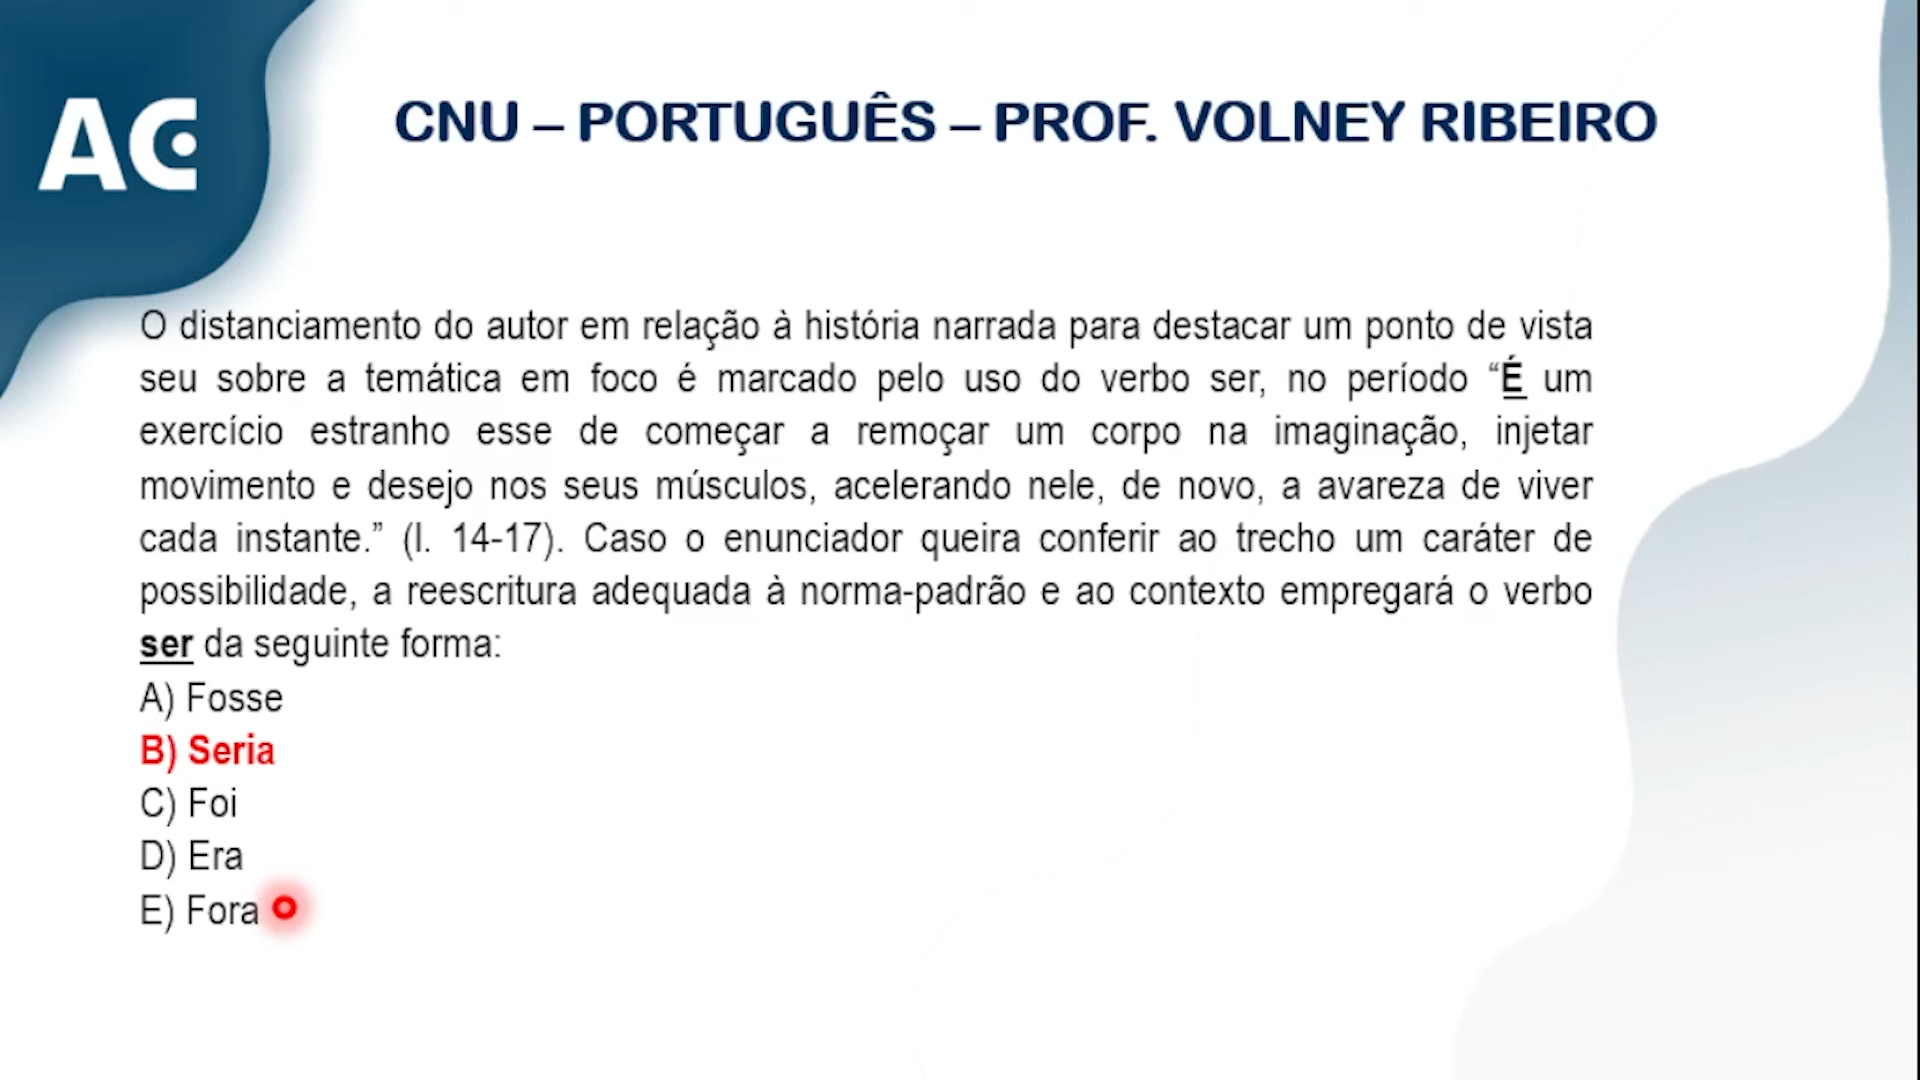 AC
CNU – PORTUGUÊS – PROF. VOLNEY RIBEIRO
O distanciamento do autor em relação à história narrada para destacar um ponto de vista
seu sobre a temática em foco é marcado pelo uso do verbo ser, no período “É um
exercício estranho esse de começar a remoçar um corpo na imaginação, injetar
movimento e desejo nos seus músculos, acelerando nele, de novo, a avareza de viver
cada instante.” (l. 14-17). Caso o enunciador queira conferir ao trecho um caráter de
possibilidade, a reescritura adequada à norma-padrão e ao contexto empregará o verbo
ser da seguinte forma:
A) Fosse
B) Seria
C) Foi
D) Era
E) Fora